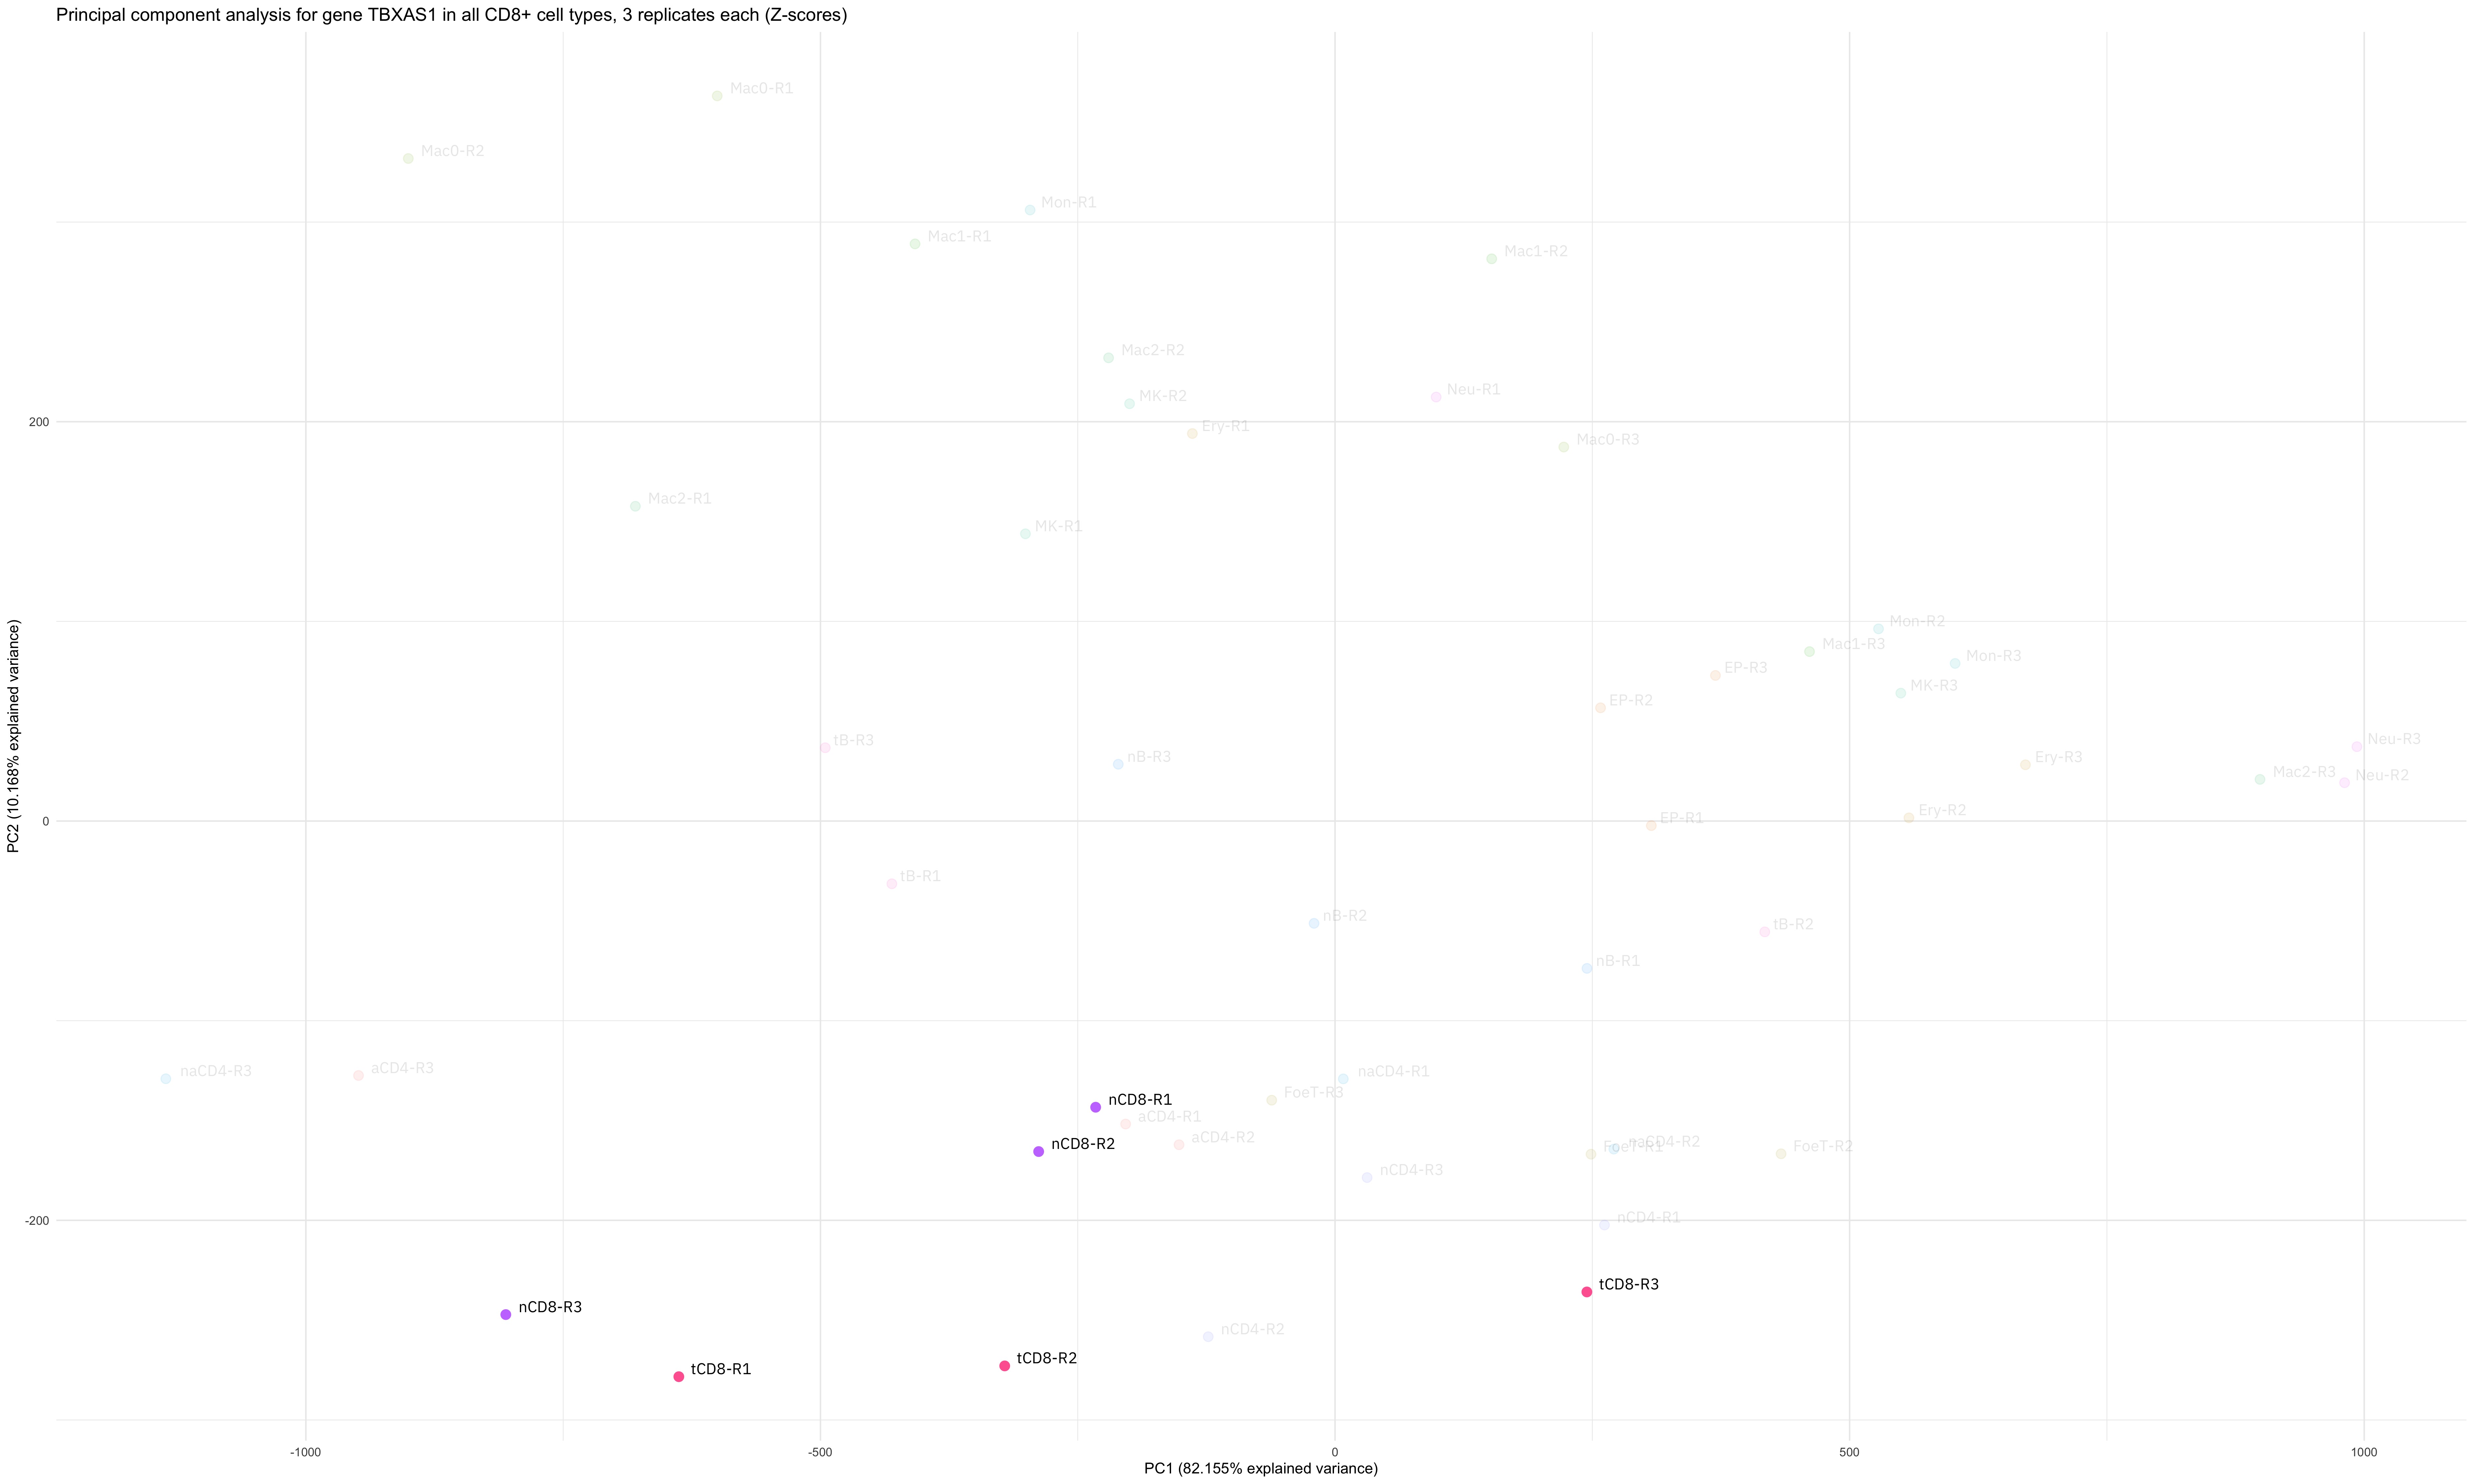 Principal component analysis for gene TBXAS1 in all CD8+ cell types, 3 replicates each (Z-scores)
Mac0-R1
Mac0-R2
Mon-R1
Mac1-R1
Mac1-R2
Mac2-R2
MK-R2
Neu-R1
Ery-R1
200
Mac0-R3
Mac2-R1
MK-R1
Mon-R2
Mac1-R3
Mon-R3
EP-R3
MK-R3
EP-R2
PC2 (10.168% explained variance)
tB-R3
nB-R3
Neu-R3
Ery-R3
Mac2-R3
Neu-R2
Ery-R2
EP-R1
0
tB-R1
nB-R2
tB-R2
nB-R1
naCD4-R3
aCD4-R3
naCD4-R1
FoeT-R3
nCD8-R1
aCD4-R1
aCD4-R2
nCD8-R2
naCD4-R2
FoeT-R1
FoeT-R2
nCD4-R3
-200
nCD4-R1
tCD8-R3
nCD8-R3
nCD4-R2
tCD8-R2
tCD8-R1
-1000
-500
0
500
1000
PC1 (82.155% explained variance)